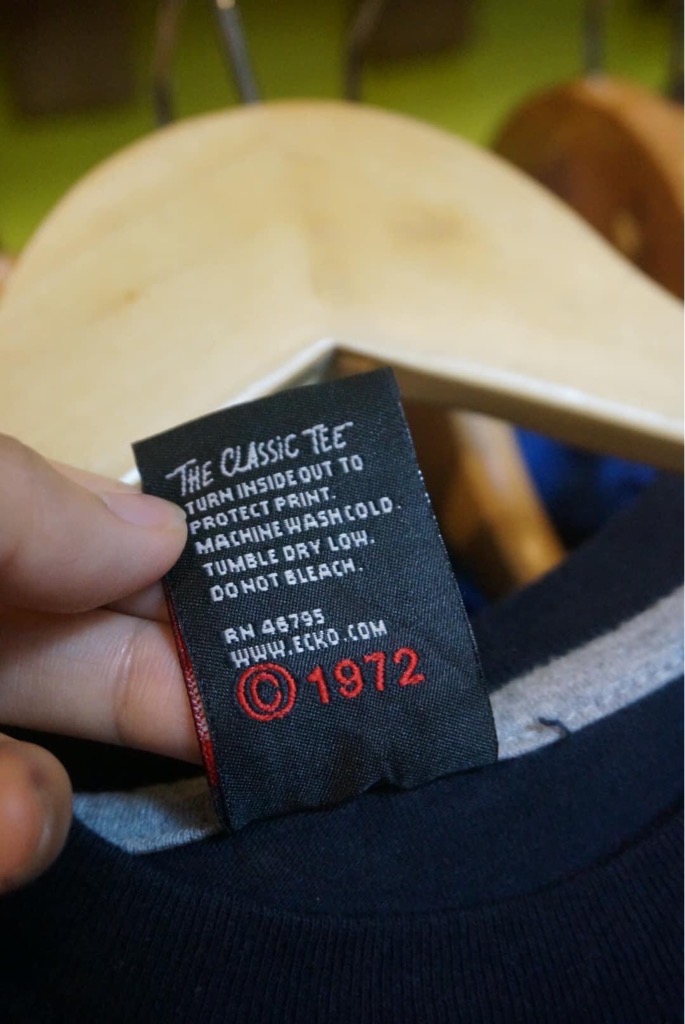 THE CLASSIC TEE
TURN INSIDE OUT TO
PROTECT PRINT.
MACHINE WASH COLD.
TUMBLE DRY LOW.
DO NOT BLEACH.
RN 46795
WWW.ECKO.COM
© 1972